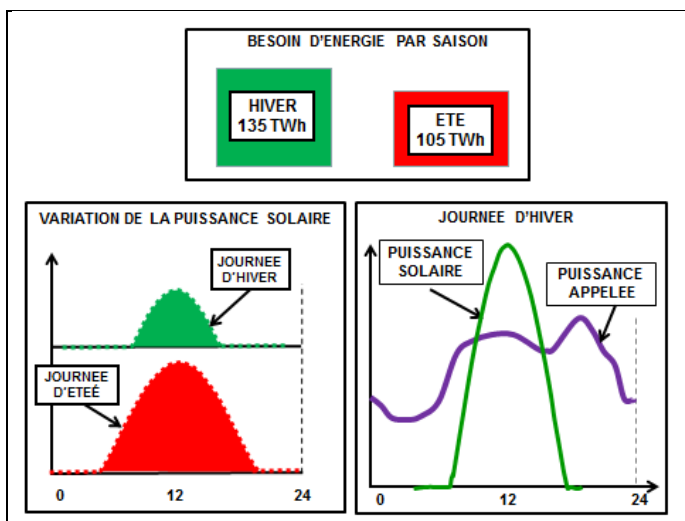 BESOIN D'ENERGIE PAR SAISON
HIVER
135 TWh
ETE
105 TWh
VARIATION DE LA PUISSANCE SOLAIRE
JOURNEE
D'HIVER
JOURNEE
D'ETEÉ
0 12 24
JOURNEE D'HIVER
PUISSANCE
SOLAIRE
PUISSANCE
APPELEE
0 12 24